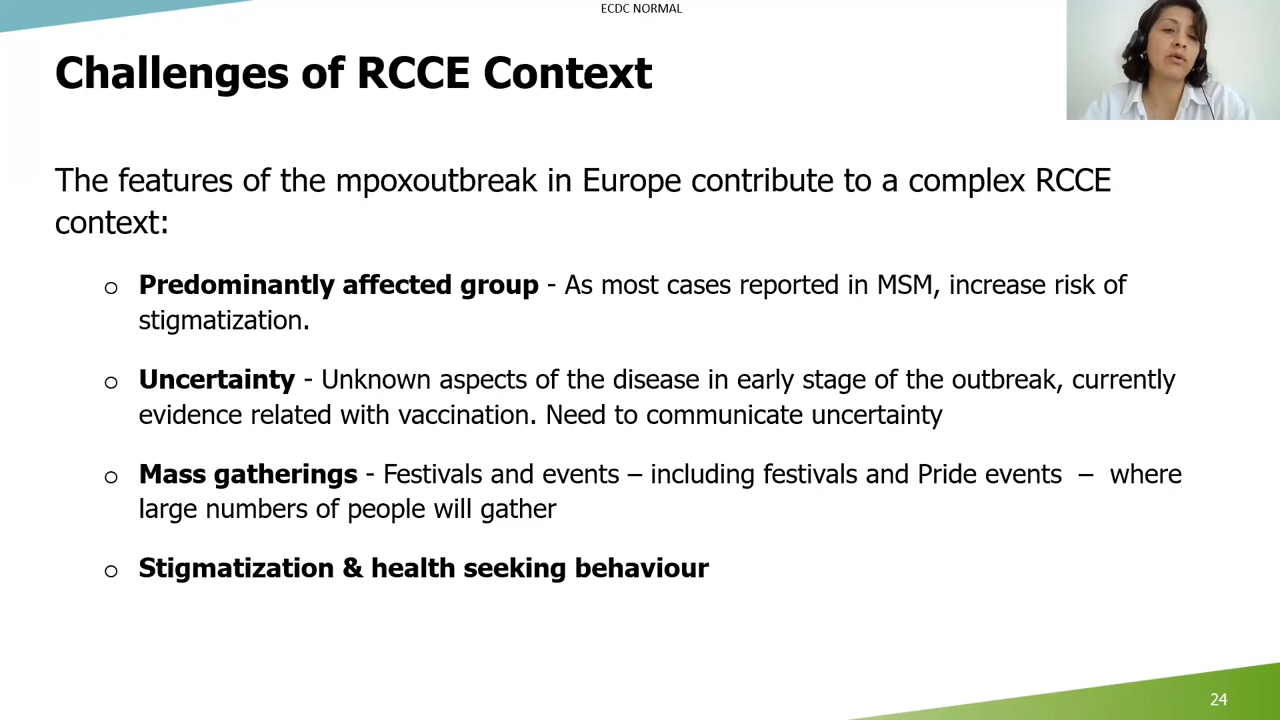 ECDC NORMAL
Challenges of RCCE Context
The features of the mpoxoutbreak in Europe contribute to a complex RCCE
context:
o Predominantly affected group - As most cases reported in MSM, increase risk of
stigmatization.
o Uncertainty - Unknown aspects of the disease in early stage of the outbreak, currently
evidence related with vaccination. Need to communicate uncertainty
o Mass gatherings - Festivals and events – including festivals and Pride events – where
large numbers of people will gather
o Stigmatization & health seeking behaviour
24